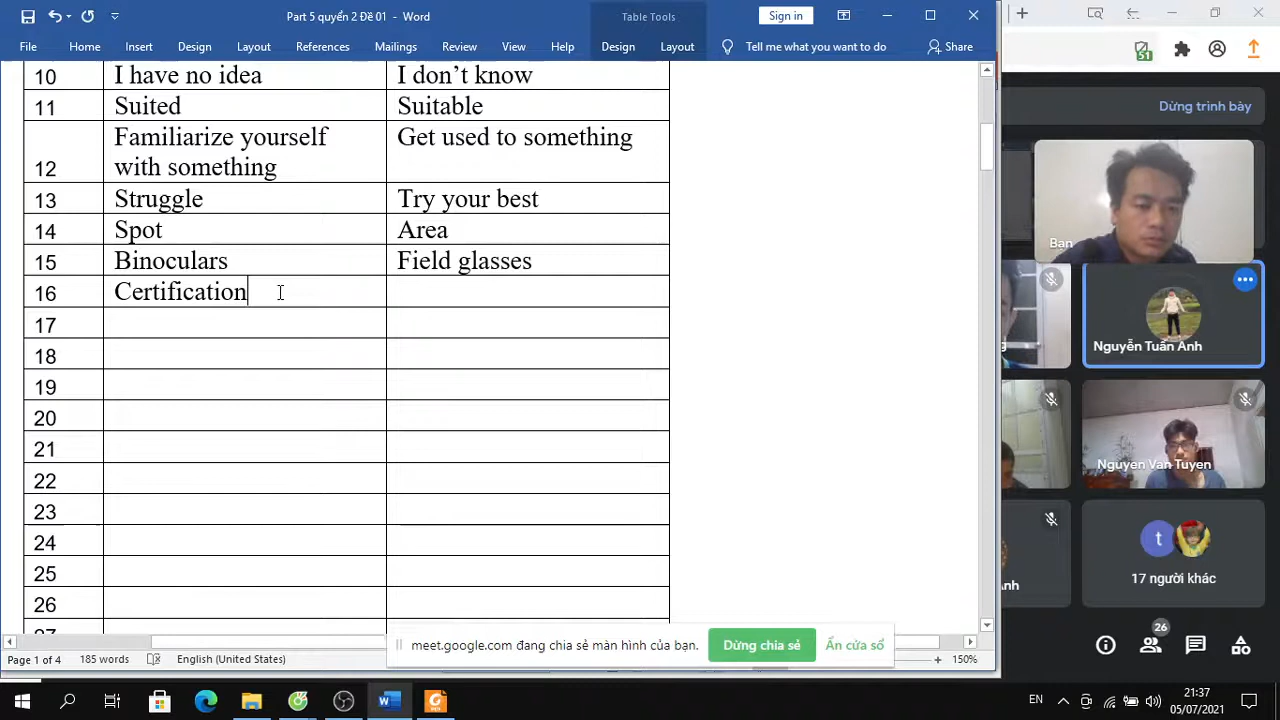 Part 5 quyển 2 Đề 01 - Word
Table Tools
Sign in
File Home Insert Design Layout References Mailings Review View Help Design Layout Tell me what you want to do Share
51
Dừng trình bày
10 I have no idea I don't know
11 Suited Suitable
12 Familiarize yourself with something Get used to something
13 Struggle Try your best
14 Spot Area
15 Binoculars Field glasses
16 Certification
17
18
19
20
21
22
23
24
25
26
27
Ban
Nguyễn Tuấn Anh
Nguyen Van Tuyen
t
17 người khác
26
meet.google.com đang chia sẻ màn hình của bạn. Dừng chia sẻ Ẩn cửa sổ
Page 1 of 4 185 words English (United States) 150%
EN
21:37
05/07/2021